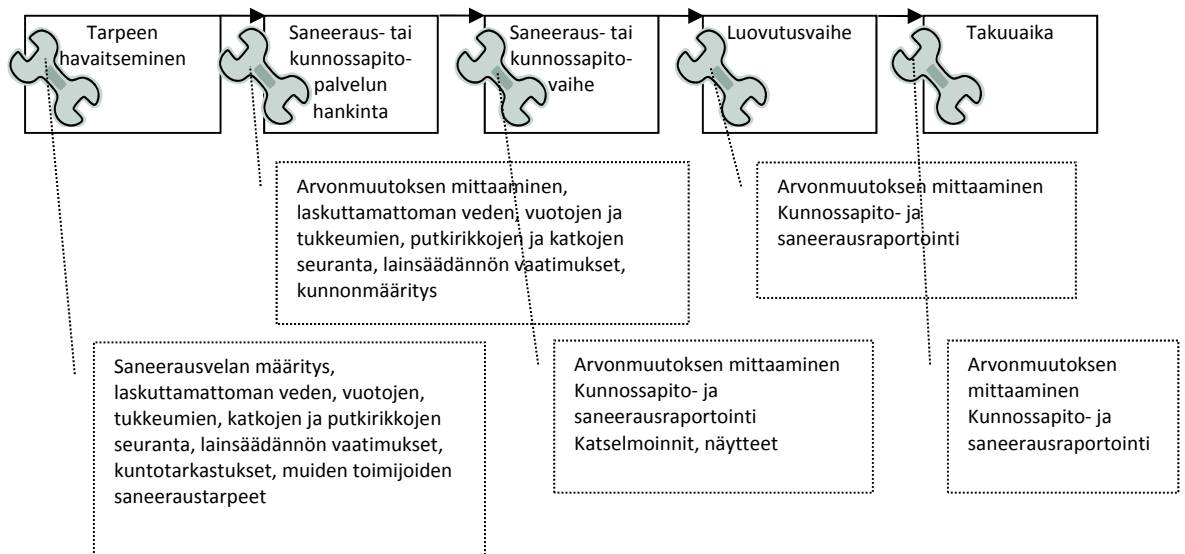 Tarpeen
havaitseminen
Saneeraus- tai
kunnossapito-
palvelun
hankinta
Saneeraus- tai
kunnossapito-
vaihe
Luovutusvaihe
Takuuaika
Arvonmuutoksen mittaaminen,
laskuttamattoman veden, vuotojen ja
tukkeumien, putkirikkojen ja katkojen
seuranta, lainsäädännön vaatimukset,
kunnonmääritys
Arvonmuutoksen mittaaminen
Kunnossapito- ja
saneerausraportointi
Saneerausvelan määritys,
laskuttamattoman veden, vuotojen,
tukkeumien, katkojen ja putkirikkojen
seuranta, lainsäädännön vaatimukset,
kuntotarkastukset, muiden toimijoiden
saneeraustarpeet
Arvonmuutoksen mittaaminen
Kunnossapito- ja
saneerausraportointi
Katselmoinnit, näytteet
Arvonmuutoksen
mittaaminen
Kunnossapito- ja
saneerausraportointi